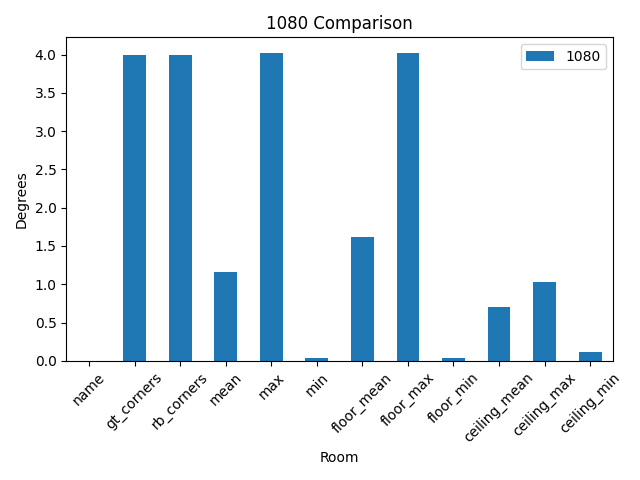 1080 Comparison
1080
Degrees
4.0
3.5
3.0
2.5
2.0
1.5
1.0
0.5
0.0
name
gt_corners
rb_corners
mean
max
min
floor_mean
floor_max
floor_min
ceiling_mean
ceiling_max
ceiling_min
Room